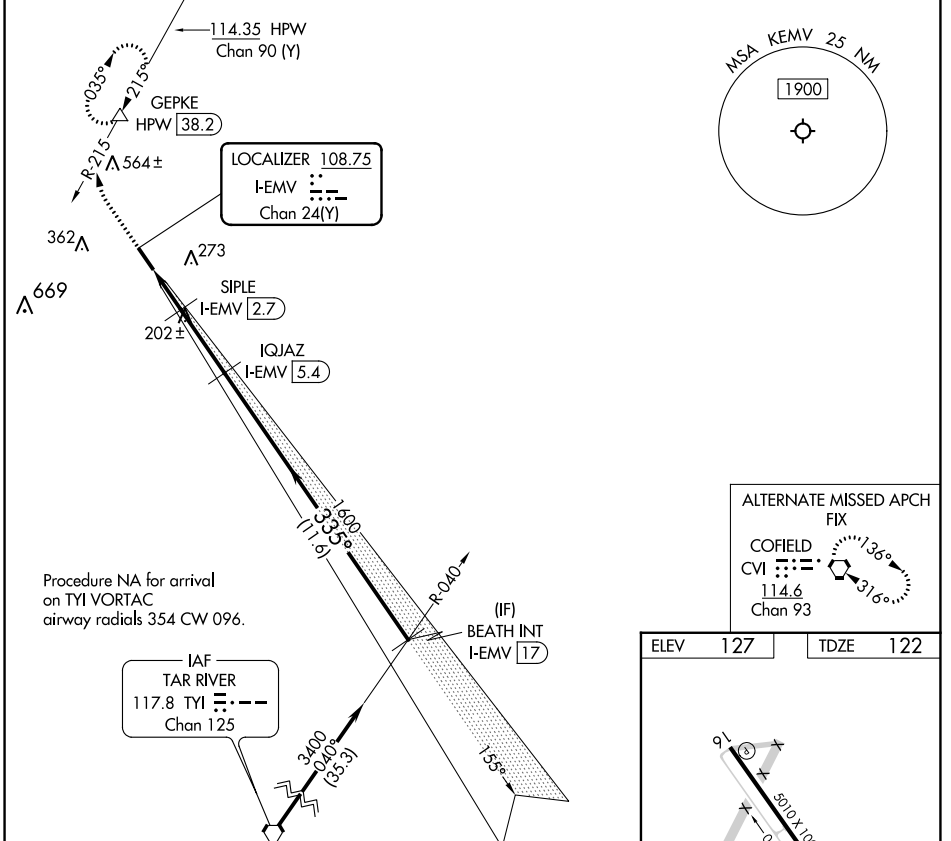 114.35 HPW
Chan 90 (Y)
035°
215°
GEPKE
HPW 38.2
R-215
564±
LOCALIZER 108.75
I-EMV
Chan 24(Y)
362
273
669
SIPLE
I-EMV 2.7
202±
IQJAZ
I-EMV 5.4
1600
335°
(11.6)
R-040
(IF)
BEATH INT
I-EMV 17
Procedure NA for arrival
on TYI VORTAC
airway radials 354 CW 096.
IAF
TAR RIVER
117.8 TYI
Chan 125
3400
040°
(35.3)
155°
MSA KEMV 25 NM
1900
ALTERNATE MISSED APCH
FIX
COFIELD
CVI
114.6
Chan 93
136°
316°
ELEV 127
TDZE 122
16
P
5010 X